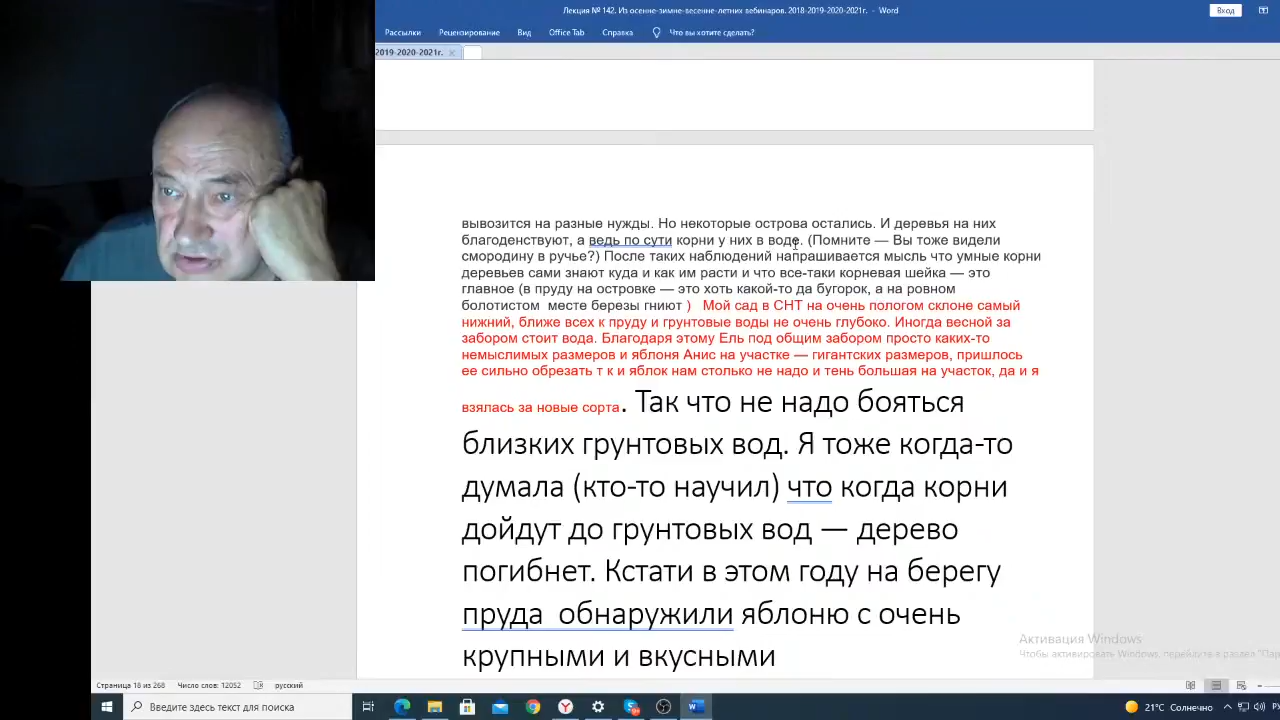 Лекция № 142. Из осенне-зимне-весенне-летних вебинаров. 2018-2019-2020-2021г. - Word
Вход
Рассылки Рецензирование Вид Office Tab Справка Что вы хотите сделать?
2019-2020-2021г.
вывозится на разные нужды. Но некоторые острова остались. И деревья на них
благоденствуют, а ведь по сути корни у них в воде. (Помните — Вы тоже видели
смородину в ручье?) После таких наблюдений напрашивается мысль что умные корни
деревьев сами знают куда и как им расти и что все-таки корневая шейка — это
главное (в пруду на островке — это хоть какой-то да бугорок, а на ровном
болотистом месте березы гниют ) Мой сад в СНТ на очень пологом склоне самый
нижний, ближе всех к пруду и грунтовые воды не очень глубоко. Иногда весной за
забором стоит вода. Благодаря этому Ель под общим забором просто каких-то
немыслимых размеров и яблоня Анис на участке — гигантских размеров, пришлось
ее сильно обрезать т к и яблок нам столько не надо и тень большая на участок, да и я
взялась за новые сорта. Так что не надо бояться
близких грунтовых вод. Я тоже когда-то
думала (кто-то научил) что когда корни
дойдут до грунтовых вод — дерево
погибнет. Кстати в этом году на берегу
пруда обнаружили яблоню с очень
крупными и вкусными
Активация Windows
Чтобы активировать Windows, перейдите в раздел
Страница 18 из 268 Число слов: 12052 русский
Введите здесь текст для поиска
21°C Солнечно